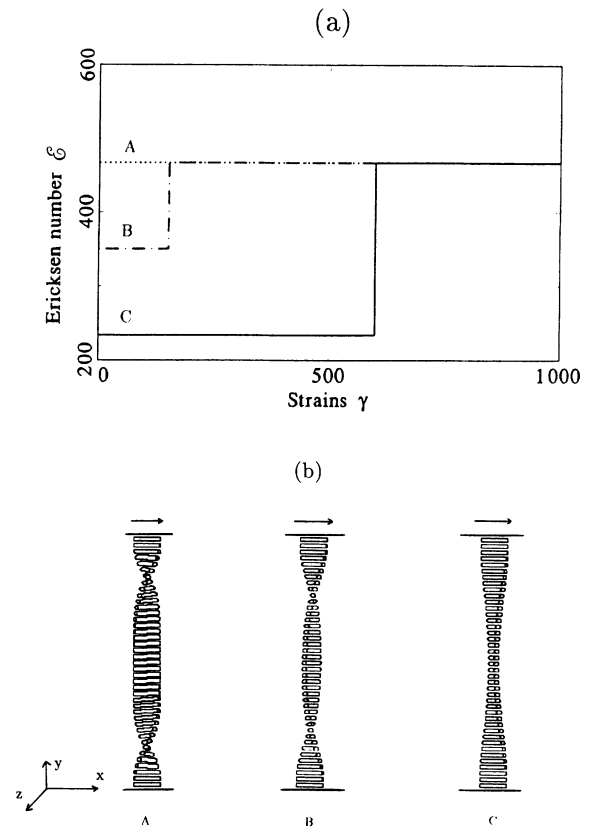 (a)
600
A
400
B
C
200
Ericksen number ℰ
0 500 1000
Strains γ
(b)
y
x
z
A B C